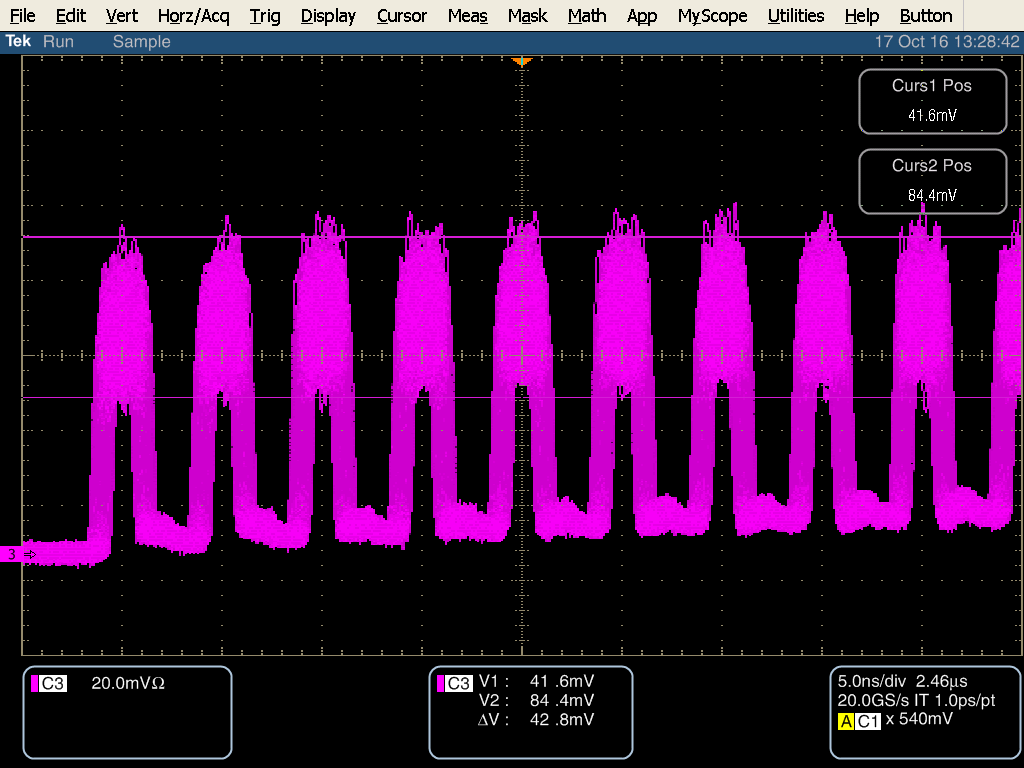 File Edit Vert Horz/Acq Trig Display Cursor Meas Mask Math App MyScope Utilities Help Button
Tek Run Sample 17 Oct 16 13:28:42
Curs1 Pos
41.6mV
Curs2 Pos
84.4mV
3
C3 20.0mVΩ
C3 V1 : 41 .6mV
V2 : 84 .4mV
ΔV : 42 .8mV
5.0ns/div 2.46µs
20.0GS/s IT 1.0ps/pt
A C1 x 540mV